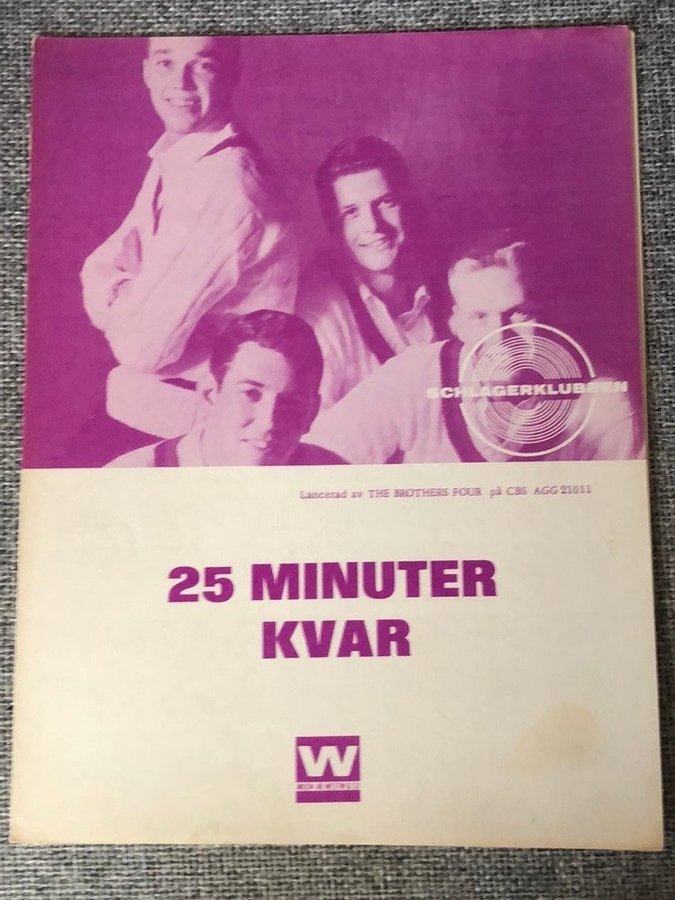 SCHLAGERKLUBBEN
Lancerad av THE BROTHERS FOUR på CBS AGG 21011
25 MINUTER
KVAR
W